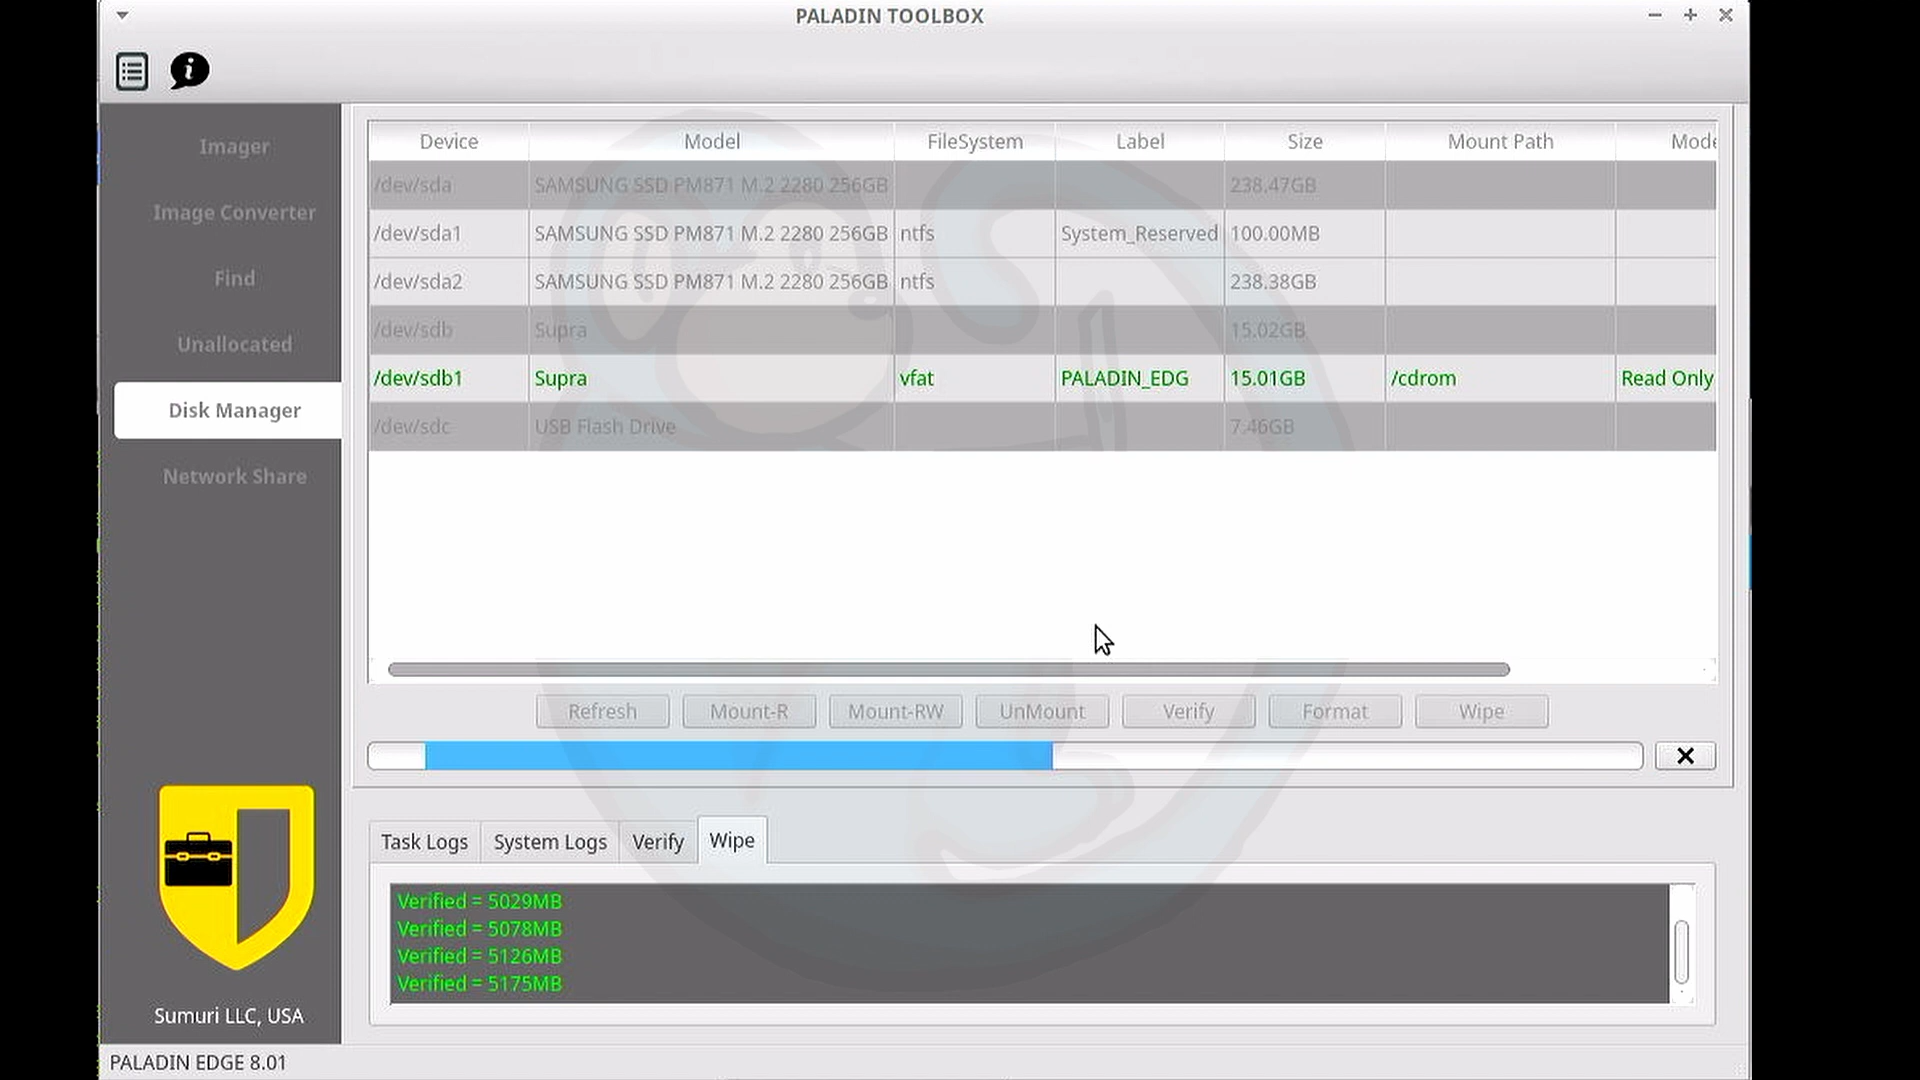 PALADIN TOOLBOX
Imager
Image Converter
Find
Unallocated
Disk Manager
Network Share
Device Model FileSystem Label Size Mount Path Mode
/dev/sda SAMSUNG SSD PM871 M.2 2280 256GB 238.47GB
/dev/sda1 SAMSUNG SSD PM871 M.2 2280 256GB ntfs System_Reserved 100.00MB
/dev/sda2 SAMSUNG SSD PM871 M.2 2280 256GB ntfs 238.38GB
/dev/sdb Supra 15.02GB
/dev/sdb1 Supra vfat PALADIN_EDG 15.01GB /cdrom Read Only
/dev/sdc USB Flash Drive 7.46GB
Refresh Mount-R Mount-RW UnMount Verify Format Wipe
Task Logs System Logs Verify Wipe
Verified = 5029MB
Verified = 5078MB
Verified = 5126MB
Verified = 5175MB
Sumuri LLC, USA
PALADIN EDGE 8.01